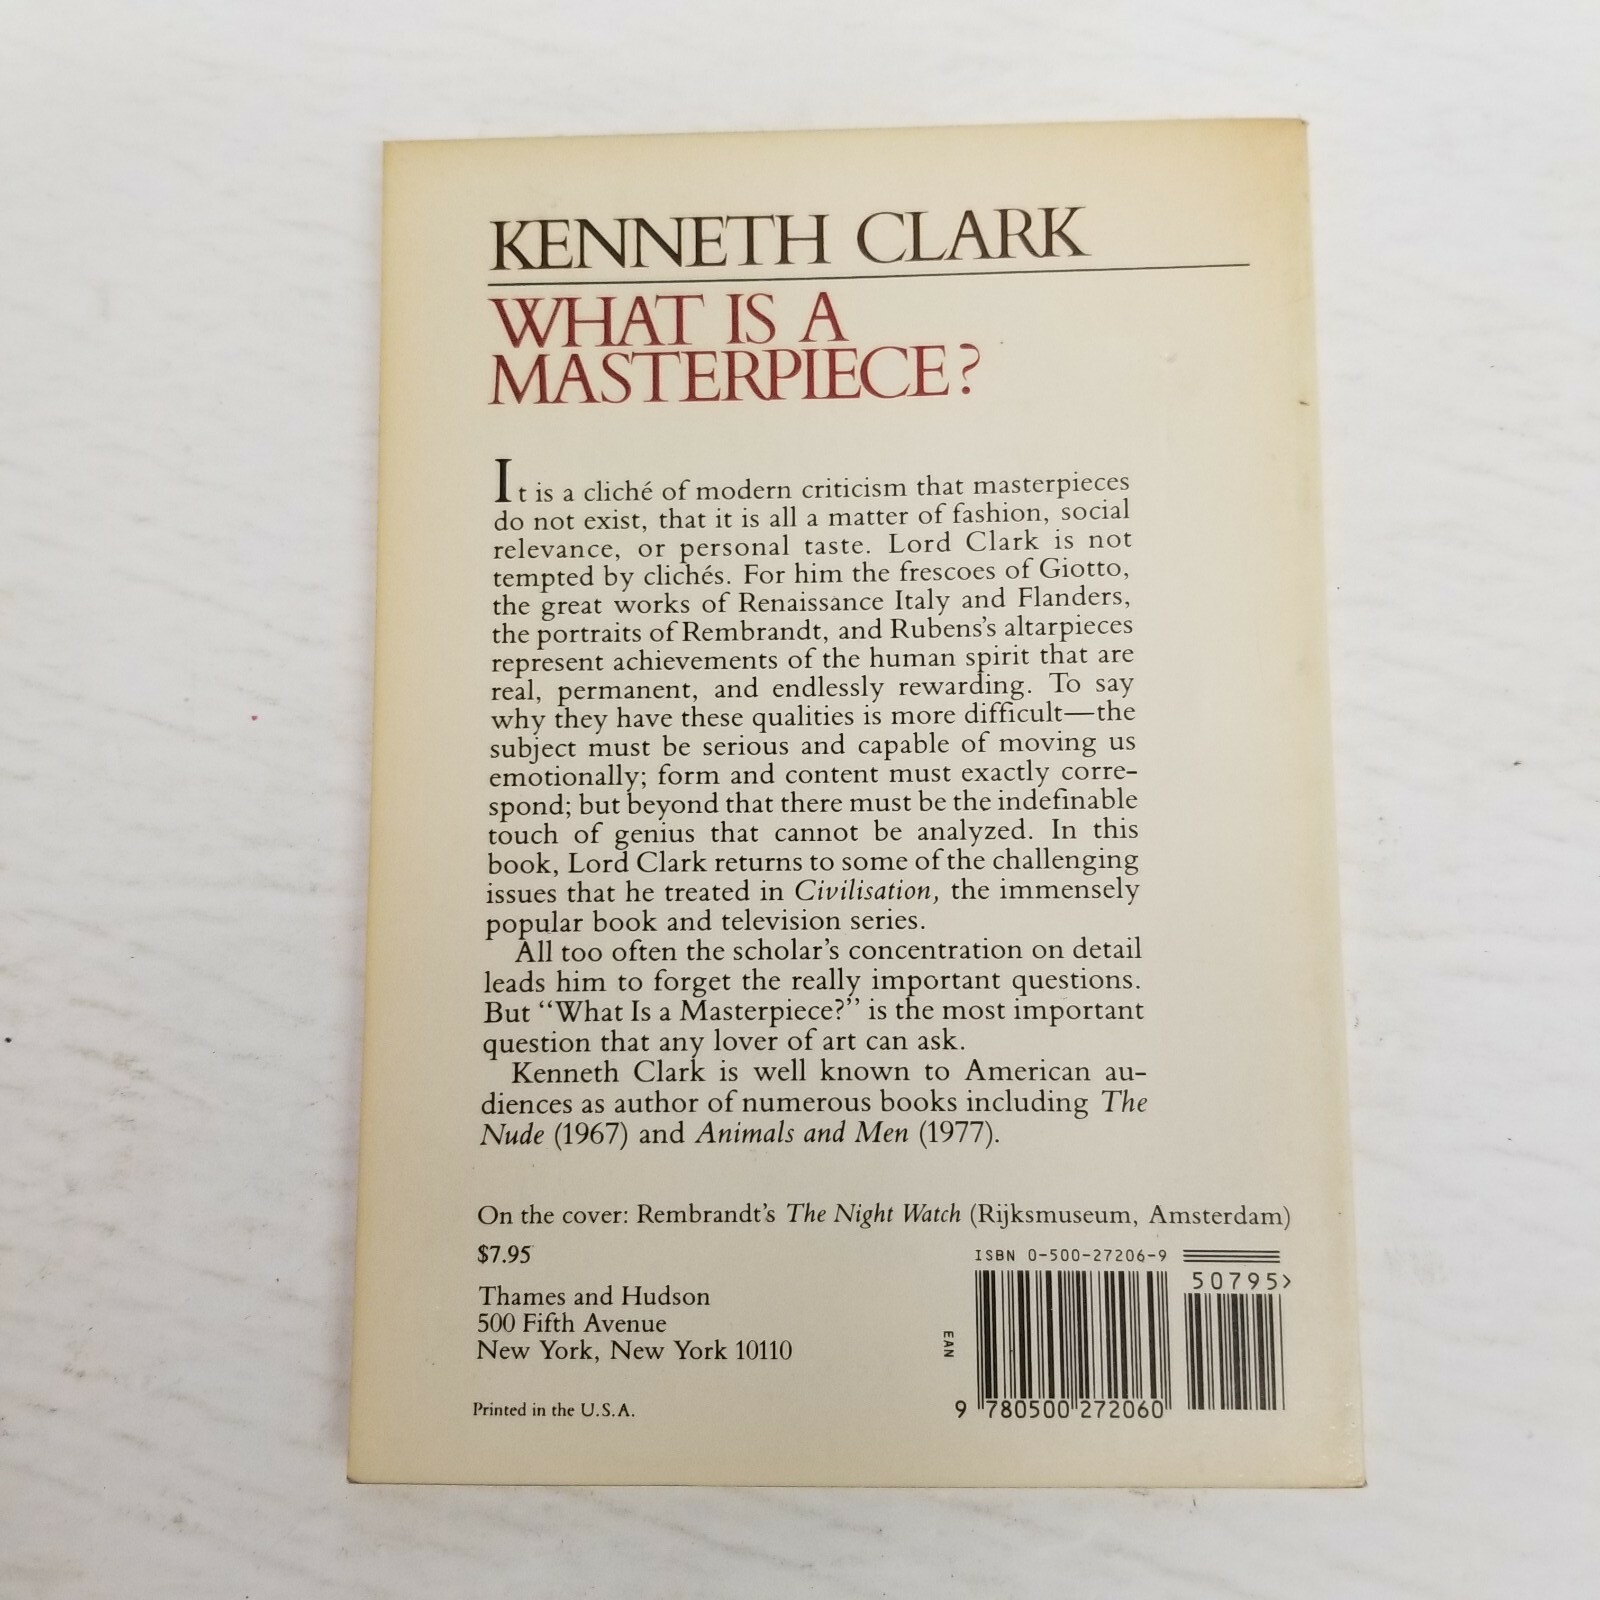 KENNETH CLARK
WHAT IS A
MASTERPIECE?
It is a cliché of modern criticism that masterpieces
do not exist, that it is all a matter of fashion, social
relevance, or personal taste. Lord Clark is not
tempted by clichés. For him the frescoes of Giotto,
the great works of Renaissance Italy and Flanders,
the portraits of Rembrandt, and Rubens's altarpieces
represent achievements of the human spirit that are
real, permanent, and endlessly rewarding. To say
why they have these qualities is more difficult—the
subject must be serious and capable of moving us
emotionally; form and content must exactly corre-
spond; but beyond that there must be the indefinable
touch of genius that cannot be analyzed. In this
book, Lord Clark returns to some of the challenging
issues that he treated in Civilisation, the immensely
popular book and television series.
All too often the scholar's concentration on detail
leads him to forget the really important questions.
But "What Is a Masterpiece?" is the most important
question that any lover of art can ask.
Kenneth Clark is well known to American au-
diences as author of numerous books including The
Nude (1967) and Animals and Men (1977).
On the cover: Rembrandt's The Night Watch (Rijksmuseum, Amsterdam)
$7.95
Thames and Hudson
500 Fifth Avenue
New York, New York 10110
Printed in the U.S.A.
ISBN 0-500-27206-9
50795>
EAN
9 780500 272060